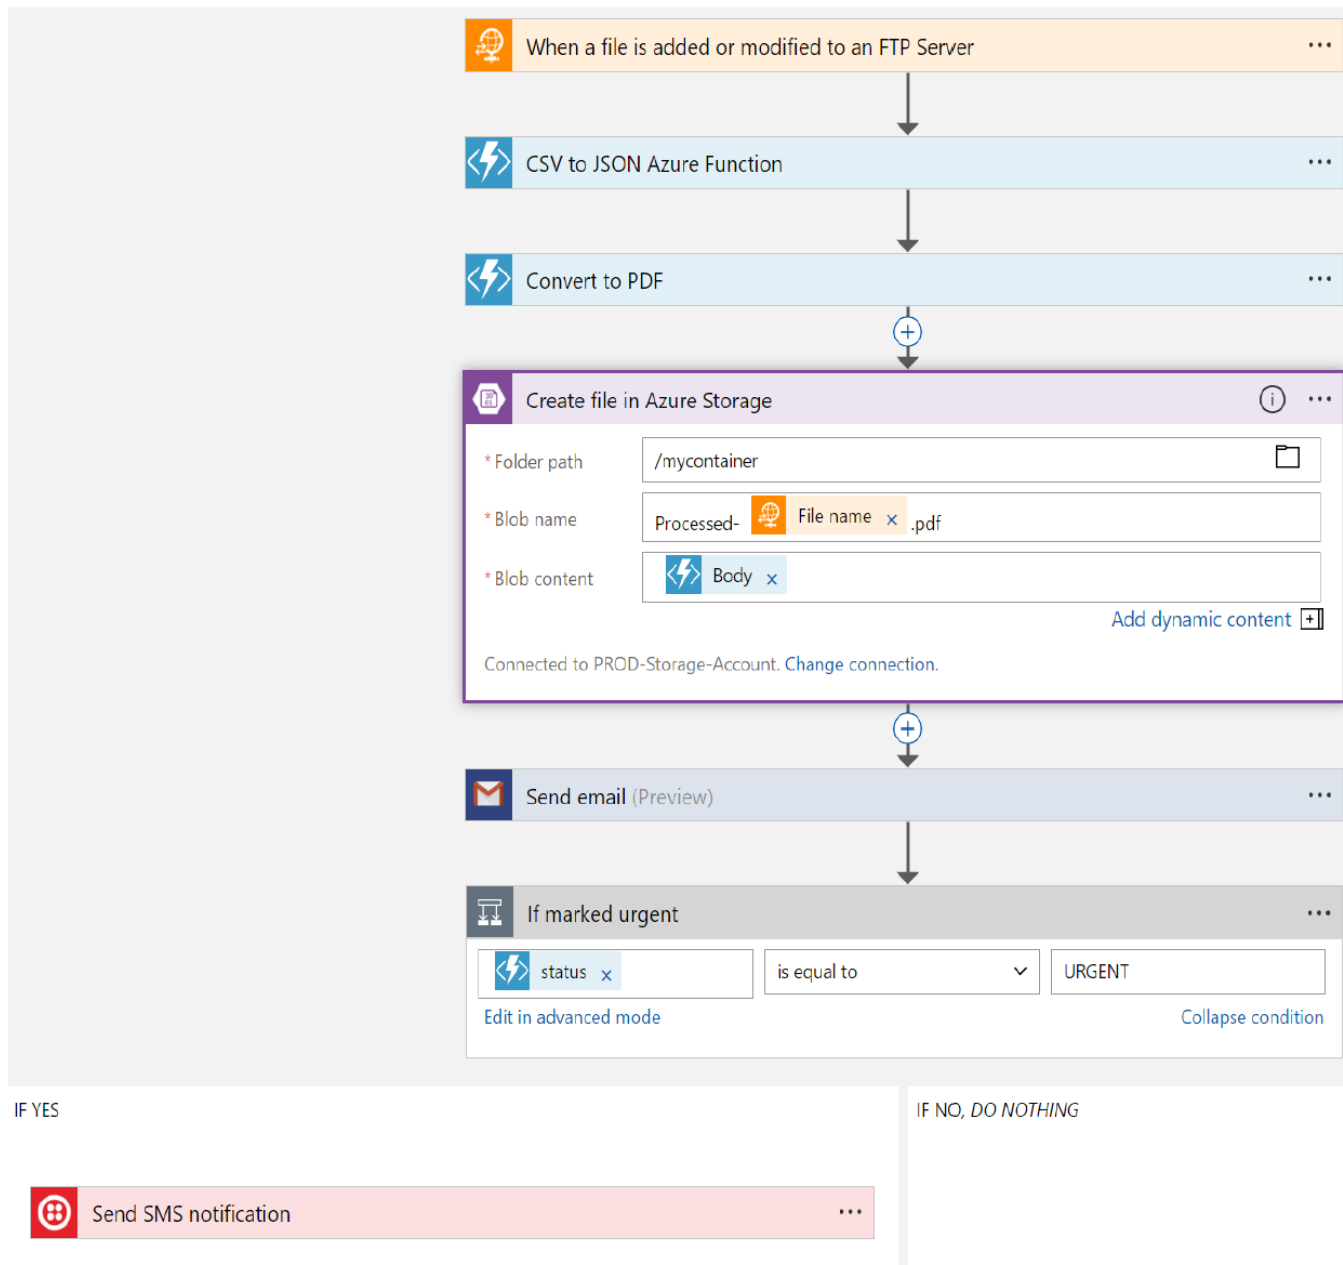 When a file is added or modified to an FTP Server
CSV to JSON Azure Function
Convert to PDF
Create file in Azure Storage
* Folder path /mycontainer
* Blob name Processed- File name x .pdf
* Blob content Body x
Add dynamic content
Connected to PROD-Storage-Account. Change connection.
Send email (Preview)
If marked urgent
status x is equal to URGENT
Edit in advanced mode Collapse condition
IF YES IF NO, DO NOTHING
Send SMS notification